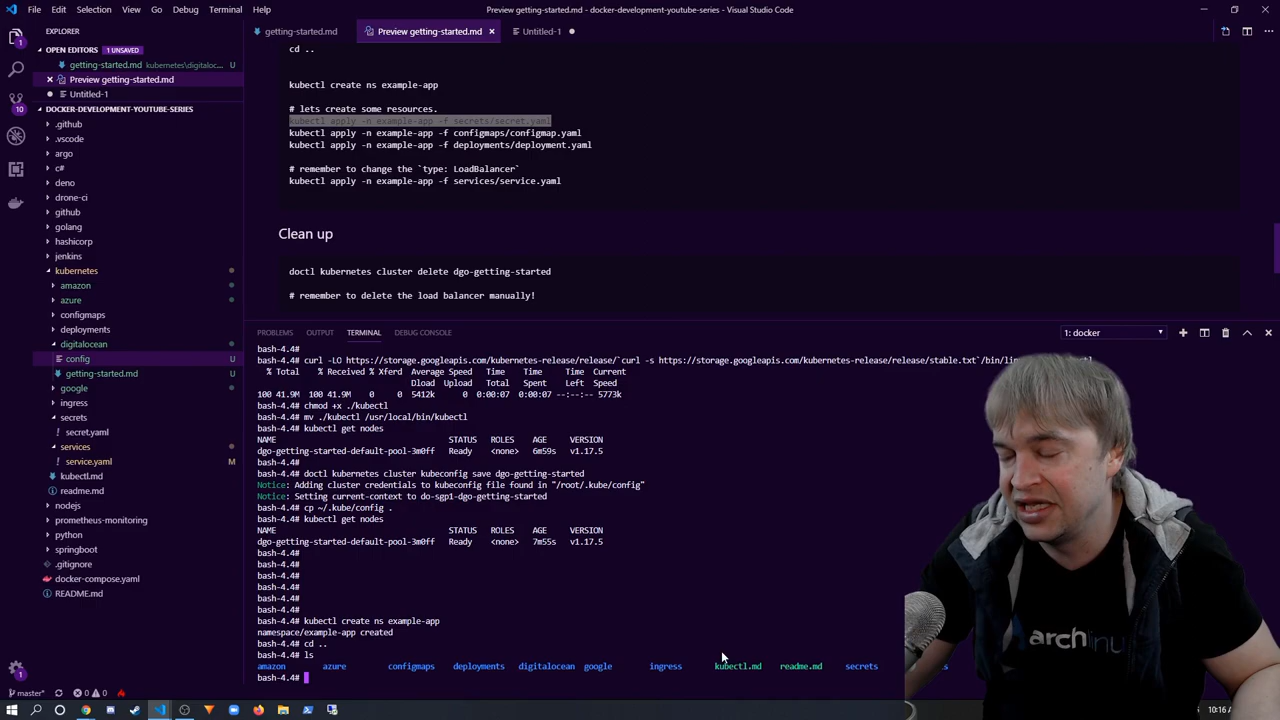 File Edit Selection View Go Debug Terminal Help
Preview getting-started.md - docker-development-youtube-series - Visual Studio Code
EXPLORER
getting-started.md
Preview getting-started.md
Untitled-1
OPEN EDITORS 1 UNSAVED
getting-started.md kubernetes\digitaloc... U
Preview getting-started.md
Untitled-1
DOCKER-DEVELOPMENT-YOUTUBE-SERIES
.github
.vscode
argo
c#
deno
drone-ci
github
golang
hashicorp
jenkins
kubernetes
amazon
azure
configmaps
deployments
digitalocean
config U
getting-started.md U
google
ingress
secrets
secret.yaml
services
service.yaml M
kubectl.md
readme.md
nodejs
prometheus-monitoring
python
springboot
.gitignore
docker-compose.yaml
README.md
1
10
1
cd ..
kubectl create ns example-app
# lets create some resources.
kubectl apply -n example-app -f secrets/secret.yaml
kubectl apply -n example-app -f configmaps/configmap.yaml
kubectl apply -n example-app -f deployments/deployment.yaml
# remember to change the `type: LoadBalancer`
kubectl apply -n example-app -f services/service.yaml
Clean up
doctl kubernetes cluster delete dgo-getting-started
# remember to delete the load balancer manually!
PROBLEMS OUTPUT TERMINAL DEBUG CONSOLE
1: docker
bash-4.4#
bash-4.4# curl -LO https://storage.googleapis.com/kubernetes-release/release/`curl -s https://storage.googleapis.com/kubernetes-release/release/stable.txt`/bin/
% Total % Received % Xferd Average Speed Time Time Time Current
Dload Upload Total Spent Left Speed
100 41.9M 100 41.9M 0 0 5412k 0 0:00:07 0:00:07 --:--:-- 5773k
bash-4.4# chmod +x ./kubectl
bash-4.4# mv ./kubectl /usr/local/bin/kubectl
bash-4.4# kubectl get nodes
NAME STATUS ROLES AGE VERSION
dgo-getting-started-default-pool-3m0ff Ready <none> 6m59s v1.17.5
bash-4.4#
bash-4.4# doctl kubernetes cluster kubeconfig save dgo-getting-started
Notice: Adding cluster credentials to kubeconfig file found in "/root/.kube/config"
Notice: Setting current-context to do-sgp1-dgo-getting-started
bash-4.4# cp ~/.kube/config .
bash-4.4# kubectl get nodes
NAME STATUS ROLES AGE VERSION
dgo-getting-started-default-pool-3m0ff Ready <none> 7m55s v1.17.5
bash-4.4#
bash-4.4#
bash-4.4#
bash-4.4#
bash-4.4#
bash-4.4#
bash-4.4# kubectl create ns example-app
namespace/example-app created
bash-4.4# cd ..
bash-4.4# ls
amazon azure configmaps deployments digitalocean google ingress kubectl.md readme.md secrets
bash-4.4#
master* 0 0
10:16